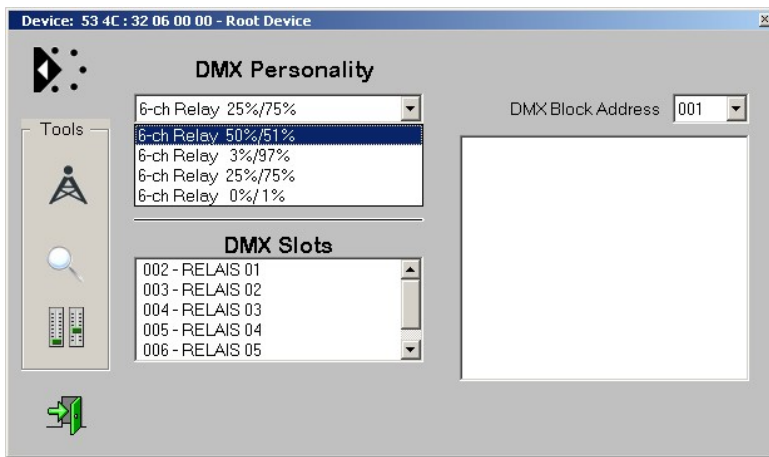 Device: 53 4C : 32 06 00 00 - Root Device
DMX Personality
6-ch Relay 25%/75%
DMX Block Address 001
Tools
6-ch Relay 50%/51%
6-ch Relay 3%/97%
6-ch Relay 25%/75%
6-ch Relay 0%/1%
DMX Slots
002 - RELAIS 01
003 - RELAIS 02
004 - RELAIS 03
005 - RELAIS 04
006 - RELAIS 05